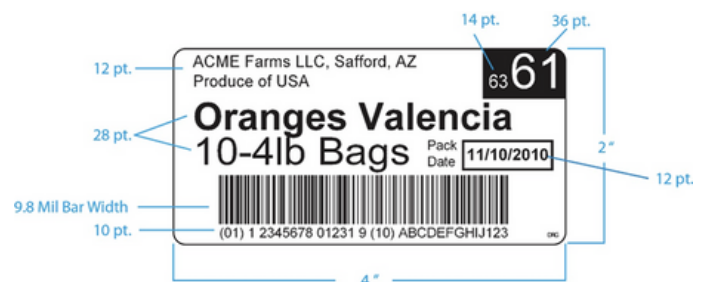 14 pt.
36 pt.
12 pt.
ACME Farms LLC, Safford, AZ
Produce of USA
63 61
28 pt.
Oranges Valencia
10-4lb Bags
Pack
Date
11/10/2010
2"
12 pt.
9.8 Mil Bar Width
10 pt.
(01) 1 2345678 01231 9 (10) ABCDEFGHIJ123
4"